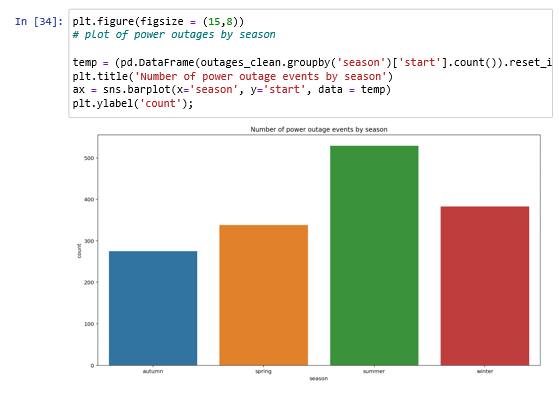 In [34]: plt.figure(figsize = (15,8))
# plot of power outages by season
temp = (pd.DataFrame(outages_clean.groupby('season')['start'].count()).reset_i
plt.title('Number of power outage events by season')
ax = sns.barplot(x='season', y='start', data = temp)
plt.ylabel('count');
Number of power outage events by season
500
400
300
200
100
0
count
autumn spring summer winter
season